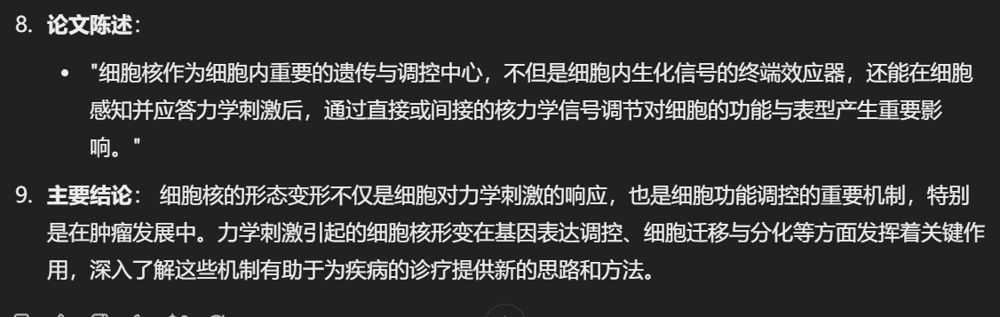 8. 论文陈述：
• "细胞核作为细胞内重要的遗传与调控中心，不但是细胞内生化信号的终端效应器，还能在细胞
感知并应答力学刺激后，通过直接或间接的核力学信号调节对细胞的功能与表型产生重要影
响。"
9. 主要结论： 细胞核的形态变形不仅是细胞对力学刺激的响应，也是细胞功能调控的重要机制，特别
是在肿瘤发展中。力学刺激引起的细胞核形变在基因表达调控、细胞迁移与分化等方面发挥着关键作
用，深入了解这些机制有助于为疾病的诊疗提供新的思路和方法。